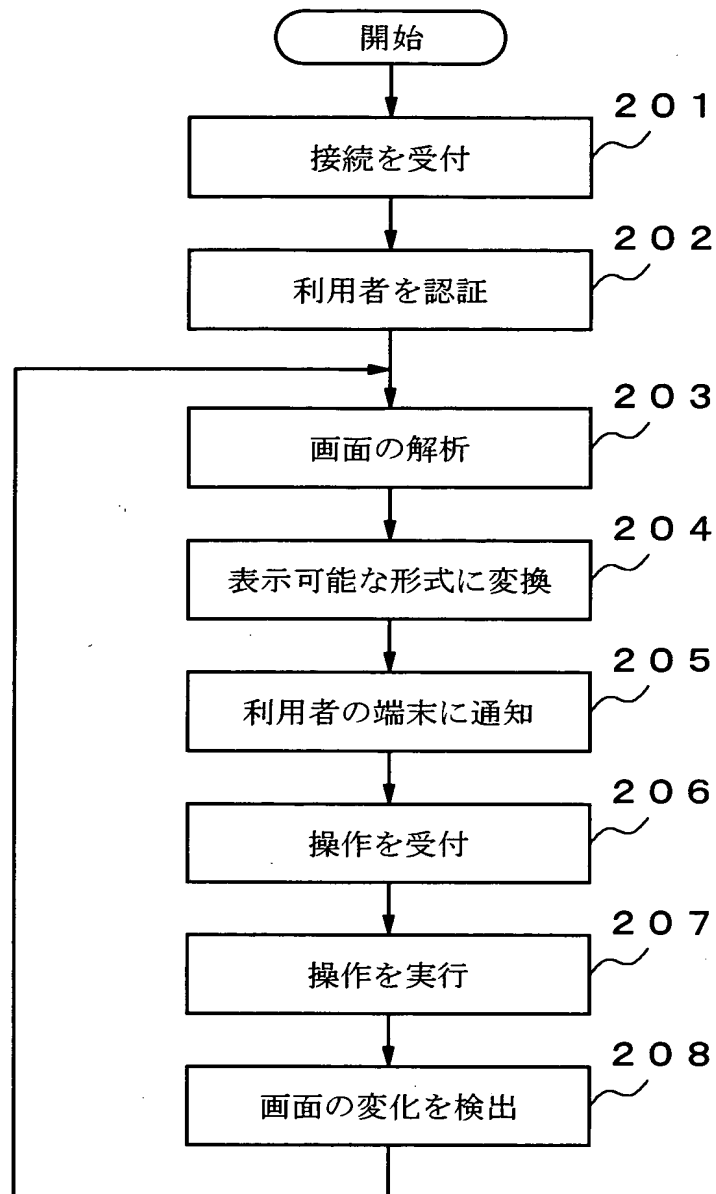 開始
２０１
接続を受付
２０２
利用者を認証
２０３
画面の解析
２０４
表示可能な形式に変換
２０５
利用者の端末に通知
２０６
操作を受付
２０７
操作を実行
２０８
画面の変化を検出